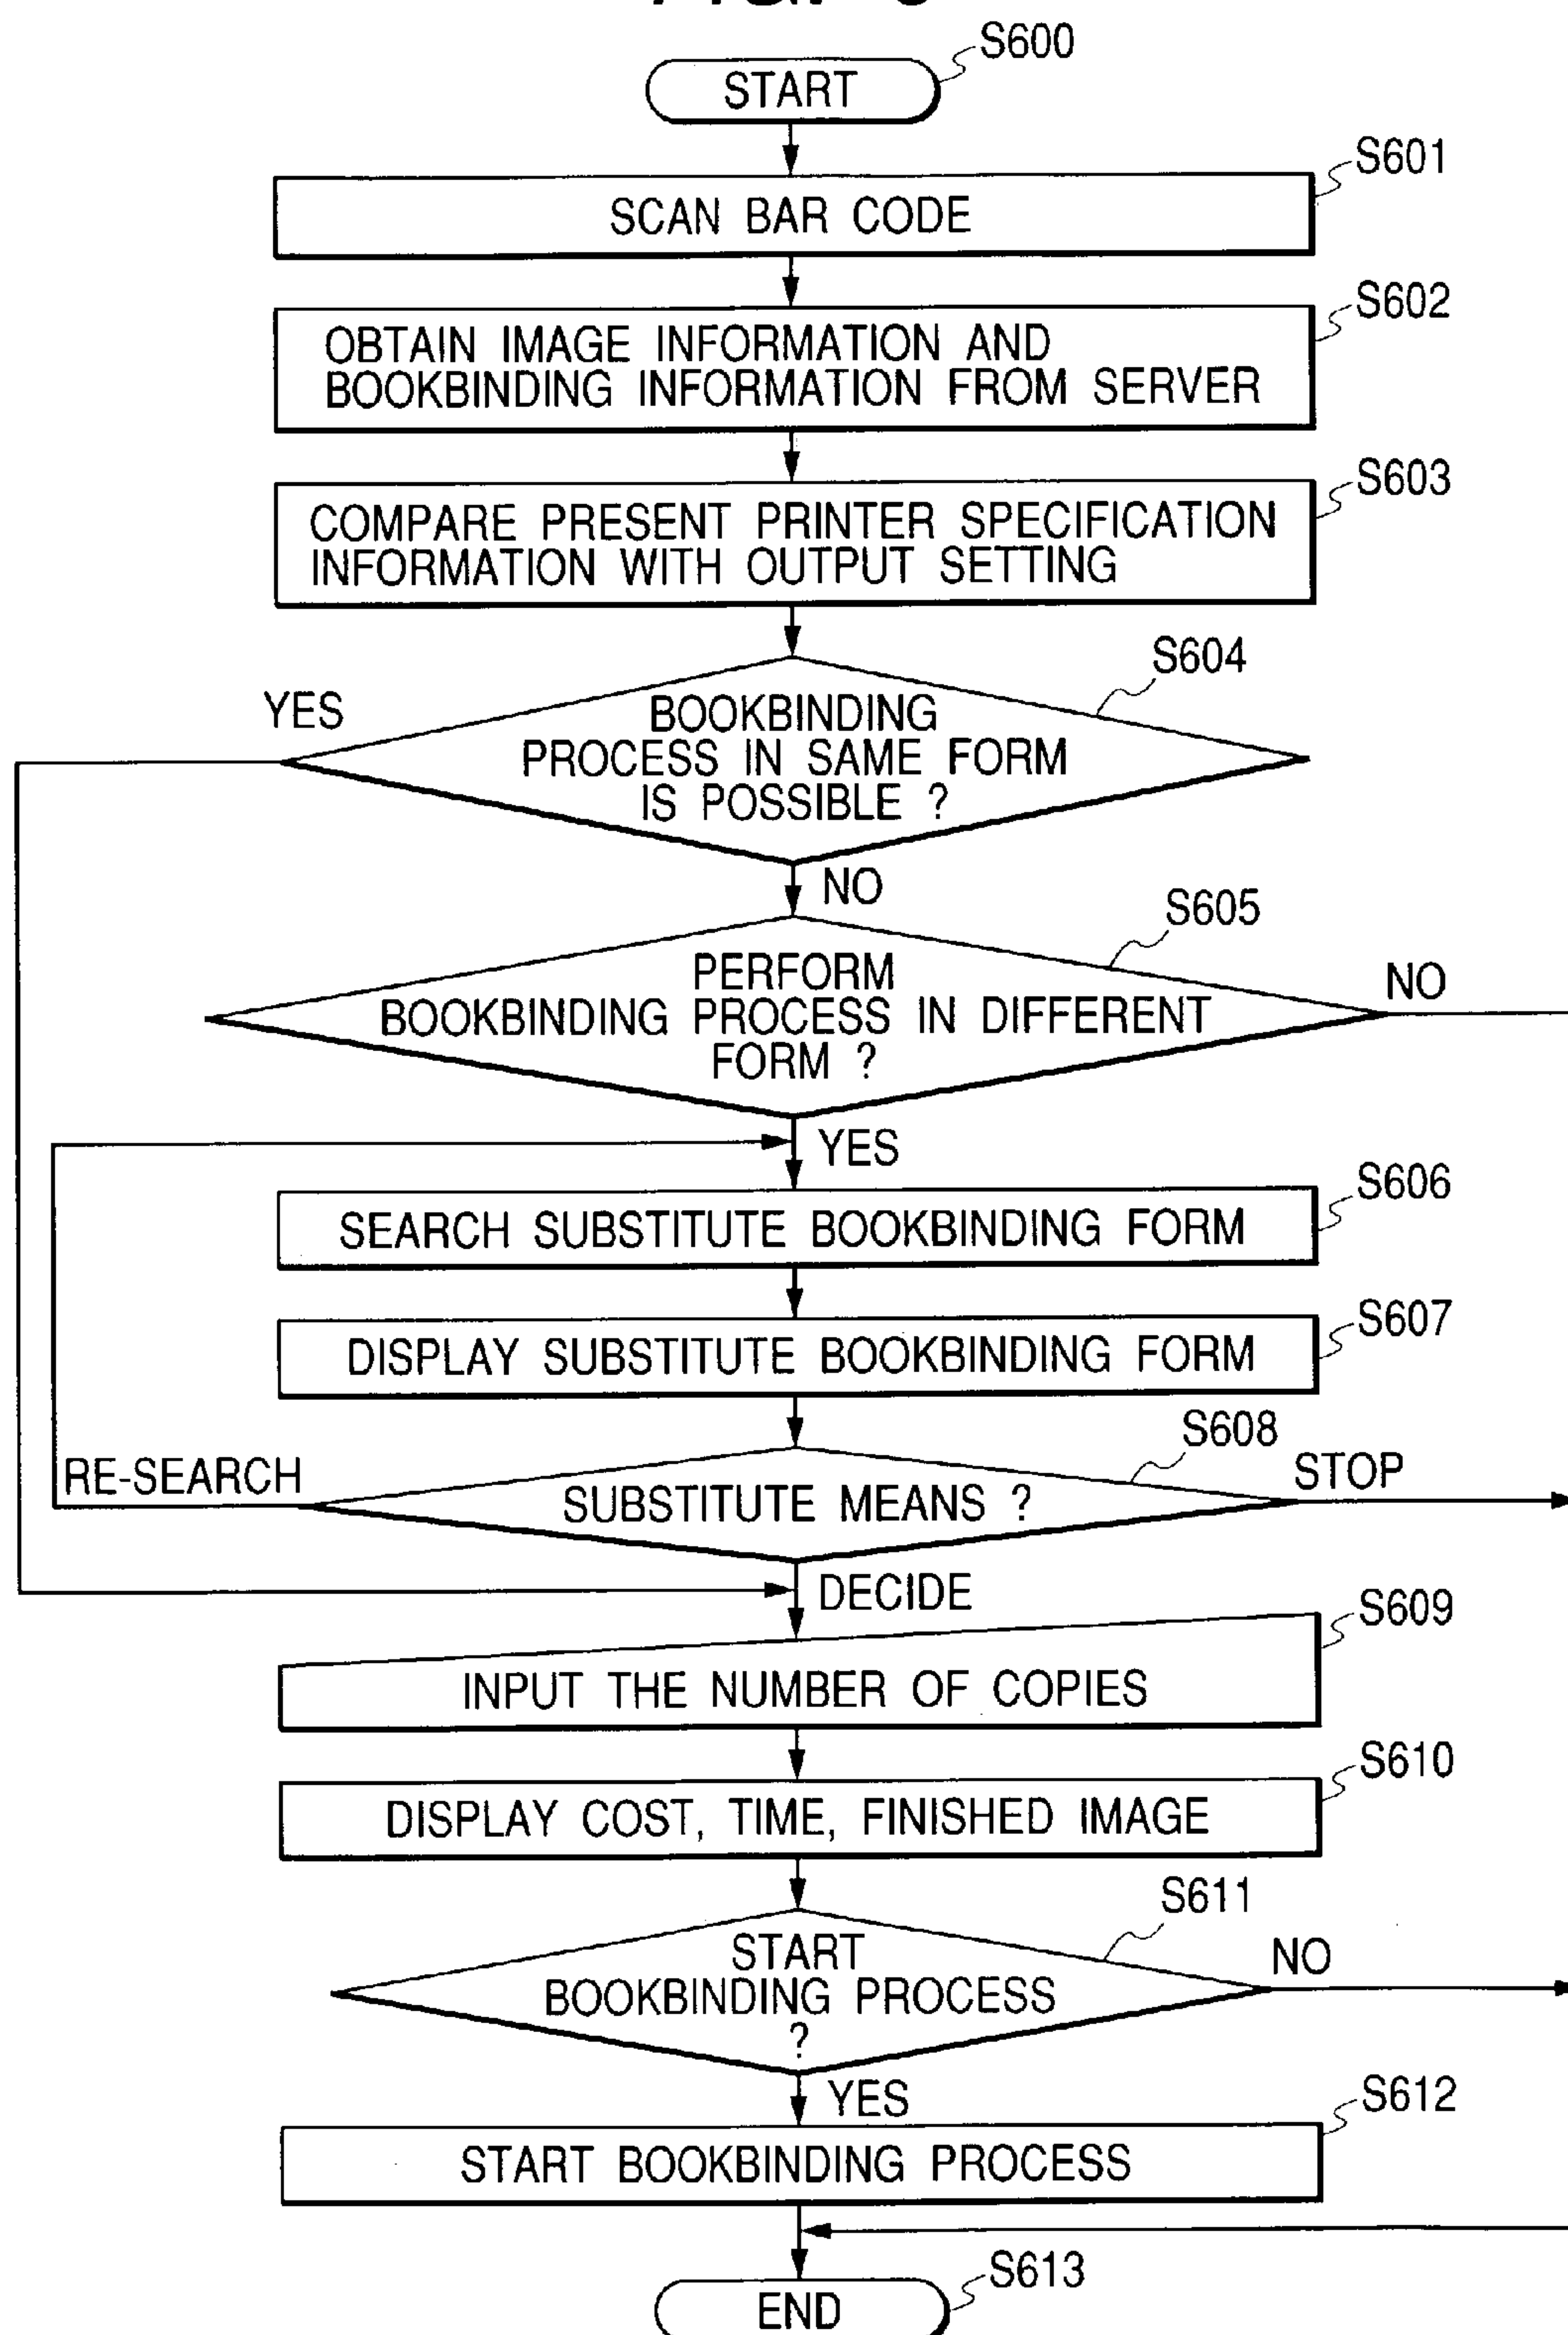 START
S600
SCAN BAR CODE
S601
OBTAIN IMAGE INFORMATION AND
BOOKBINDING INFORMATION FROM SERVER
S602
COMPARE PRESENT PRINTER SPECIFICATION
INFORMATION WITH OUTPUT SETTING
S603
S604
YES
BOOKBINDING
PROCESS IN SAME FORM
IS POSSIBLE ?
NO
S605
PERFORM
BOOKBINDING PROCESS IN DIFFERENT
FORM ?
NO
YES
S606
SEARCH SUBSTITUTE BOOKBINDING FORM
S607
DISPLAY SUBSTITUTE BOOKBINDING FORM
S608
RE-SEARCH
SUBSTITUTE MEANS ?
STOP
DECIDE
S609
INPUT THE NUMBER OF COPIES
S610
DISPLAY COST, TIME, FINISHED IMAGE
S611
START
BOOKBINDING PROCESS
?
NO
YES
S612
START BOOKBINDING PROCESS
S613
END